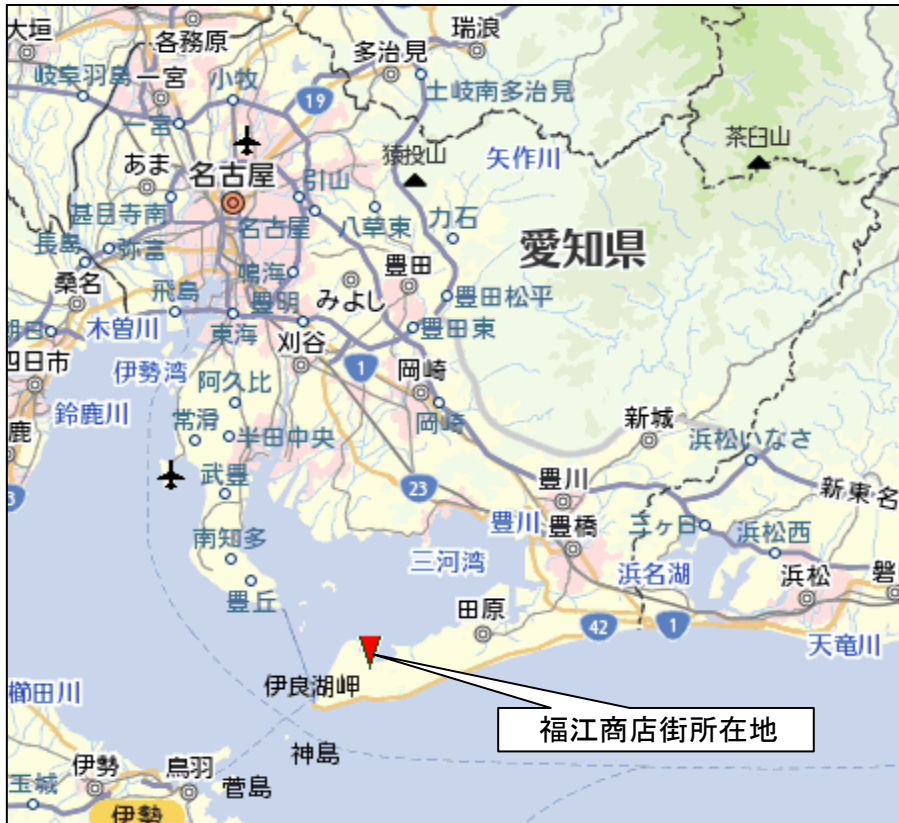 大垣
各務原
瑞浪
多治見
岐阜羽島
一宮
小牧
19
土岐南多治見
一宮
茶臼山
猿投山
矢作川
あま
名古屋
引山
甚目寺南
名古屋
八草東
力石
愛知県
長島
弥富
鳴海
豊田
桑名
飛島
豊明
みよし
豊田松平
木曽川
東海
刈谷
豊田東
四日市
伊勢湾
1
岡崎
阿久比
鈴鹿川
岡崎
常滑
半田中央
新城
鹿
浜松いなさ
武豊
23
豊川
新東名
3
豊川
豊橋
三ヶ日
浜松西
南知多
三河湾
浜名湖
浜松
磐
豊丘
田原
42
1
天竜川
伊良湖岬
櫛田川
福江商店街所在地
神島
伊勢
鳥羽
菅島
玉城
伊勢